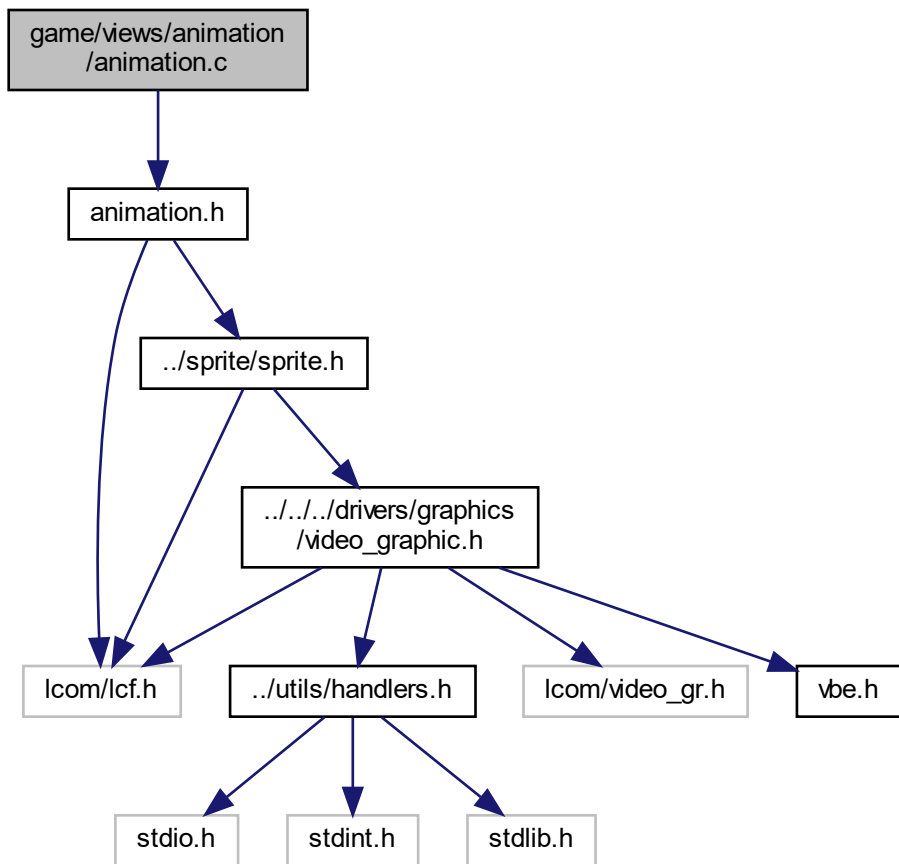 game/views/animation
/animation.c
animation.h
../sprite/sprite.h
../../../drivers/graphics
/video_graphic.h
lcom/lcf.h
../utils/handlers.h
lcom/video_gr.h
vbe.h
stdio.h
stdint.h
stdlib.h